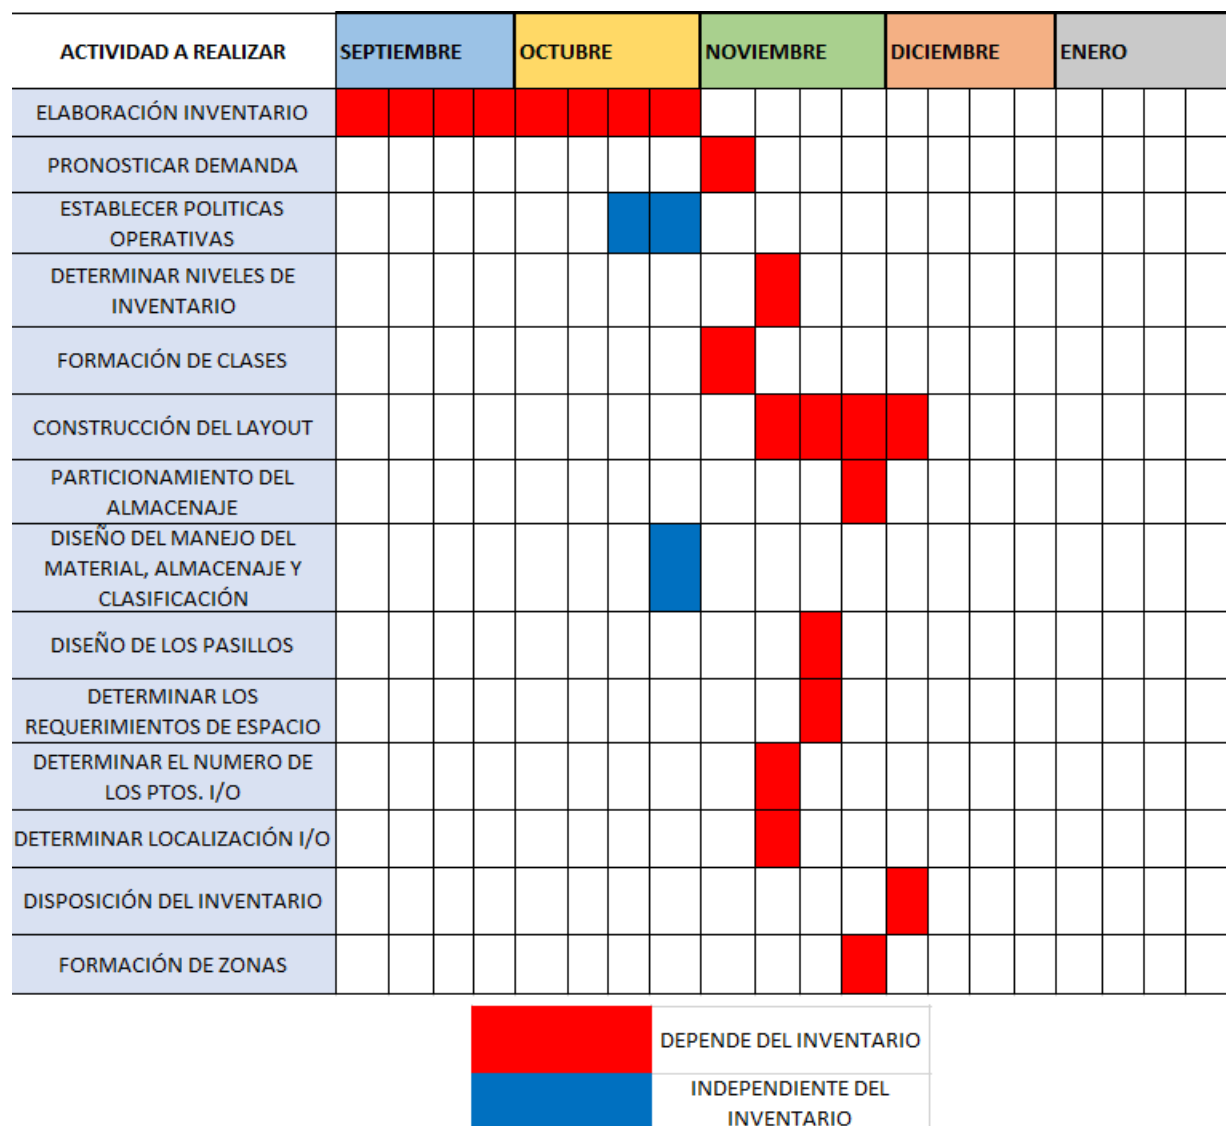 ACTIVIDAD A REALIZAR SEPTIEMBRE OCTUBRE NOVIEMBRE DICIEMBRE ENERO
ELABORACIÓN INVENTARIO
PRONOSTICAR DEMANDA
ESTABLECER POLITICAS
OPERATIVAS
DETERMINAR NIVELES DE
INVENTARIO
FORMACIÓN DE CLASES
CONSTRUCCIÓN DEL LAYOUT
PARTICIONAMIENTO DEL
ALMACENAJE
DISEÑO DEL MANEJO DEL
MATERIAL, ALMACENAJE Y
CLASIFICACIÓN
DISEÑO DE LOS PASILLOS
DETERMINAR LOS
REQUERIMIENTOS DE ESPACIO
DETERMINAR EL NUMERO DE
LOS PTOS. I/O
DETERMINAR LOCALIZACIÓN I/O
DISPOSICIÓN DEL INVENTARIO
FORMACIÓN DE ZONAS
DEPENDE DEL INVENTARIO
INDEPENDIENTE DEL
INVENTARIO